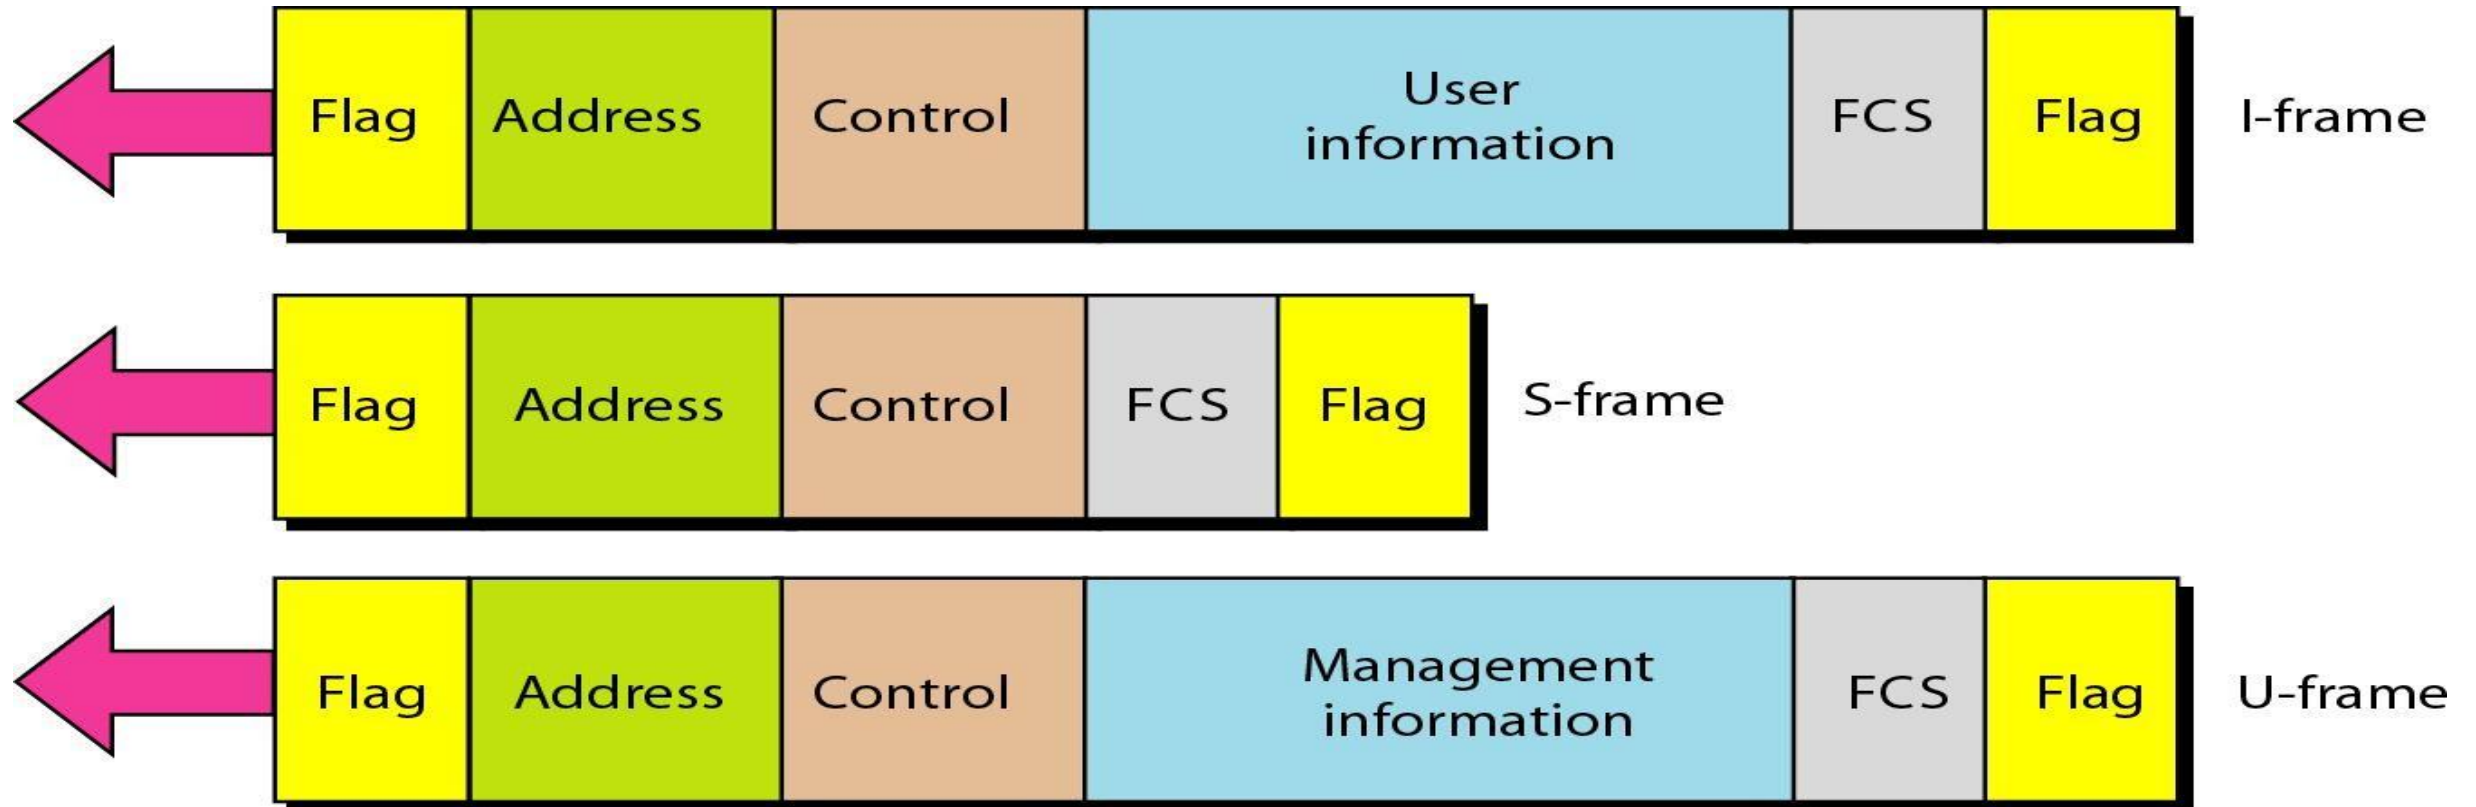 Flag Address Control User information FCS Flag I-frame
Flag Address Control FCS Flag S-frame
Flag Address Control Management information FCS Flag U-frame